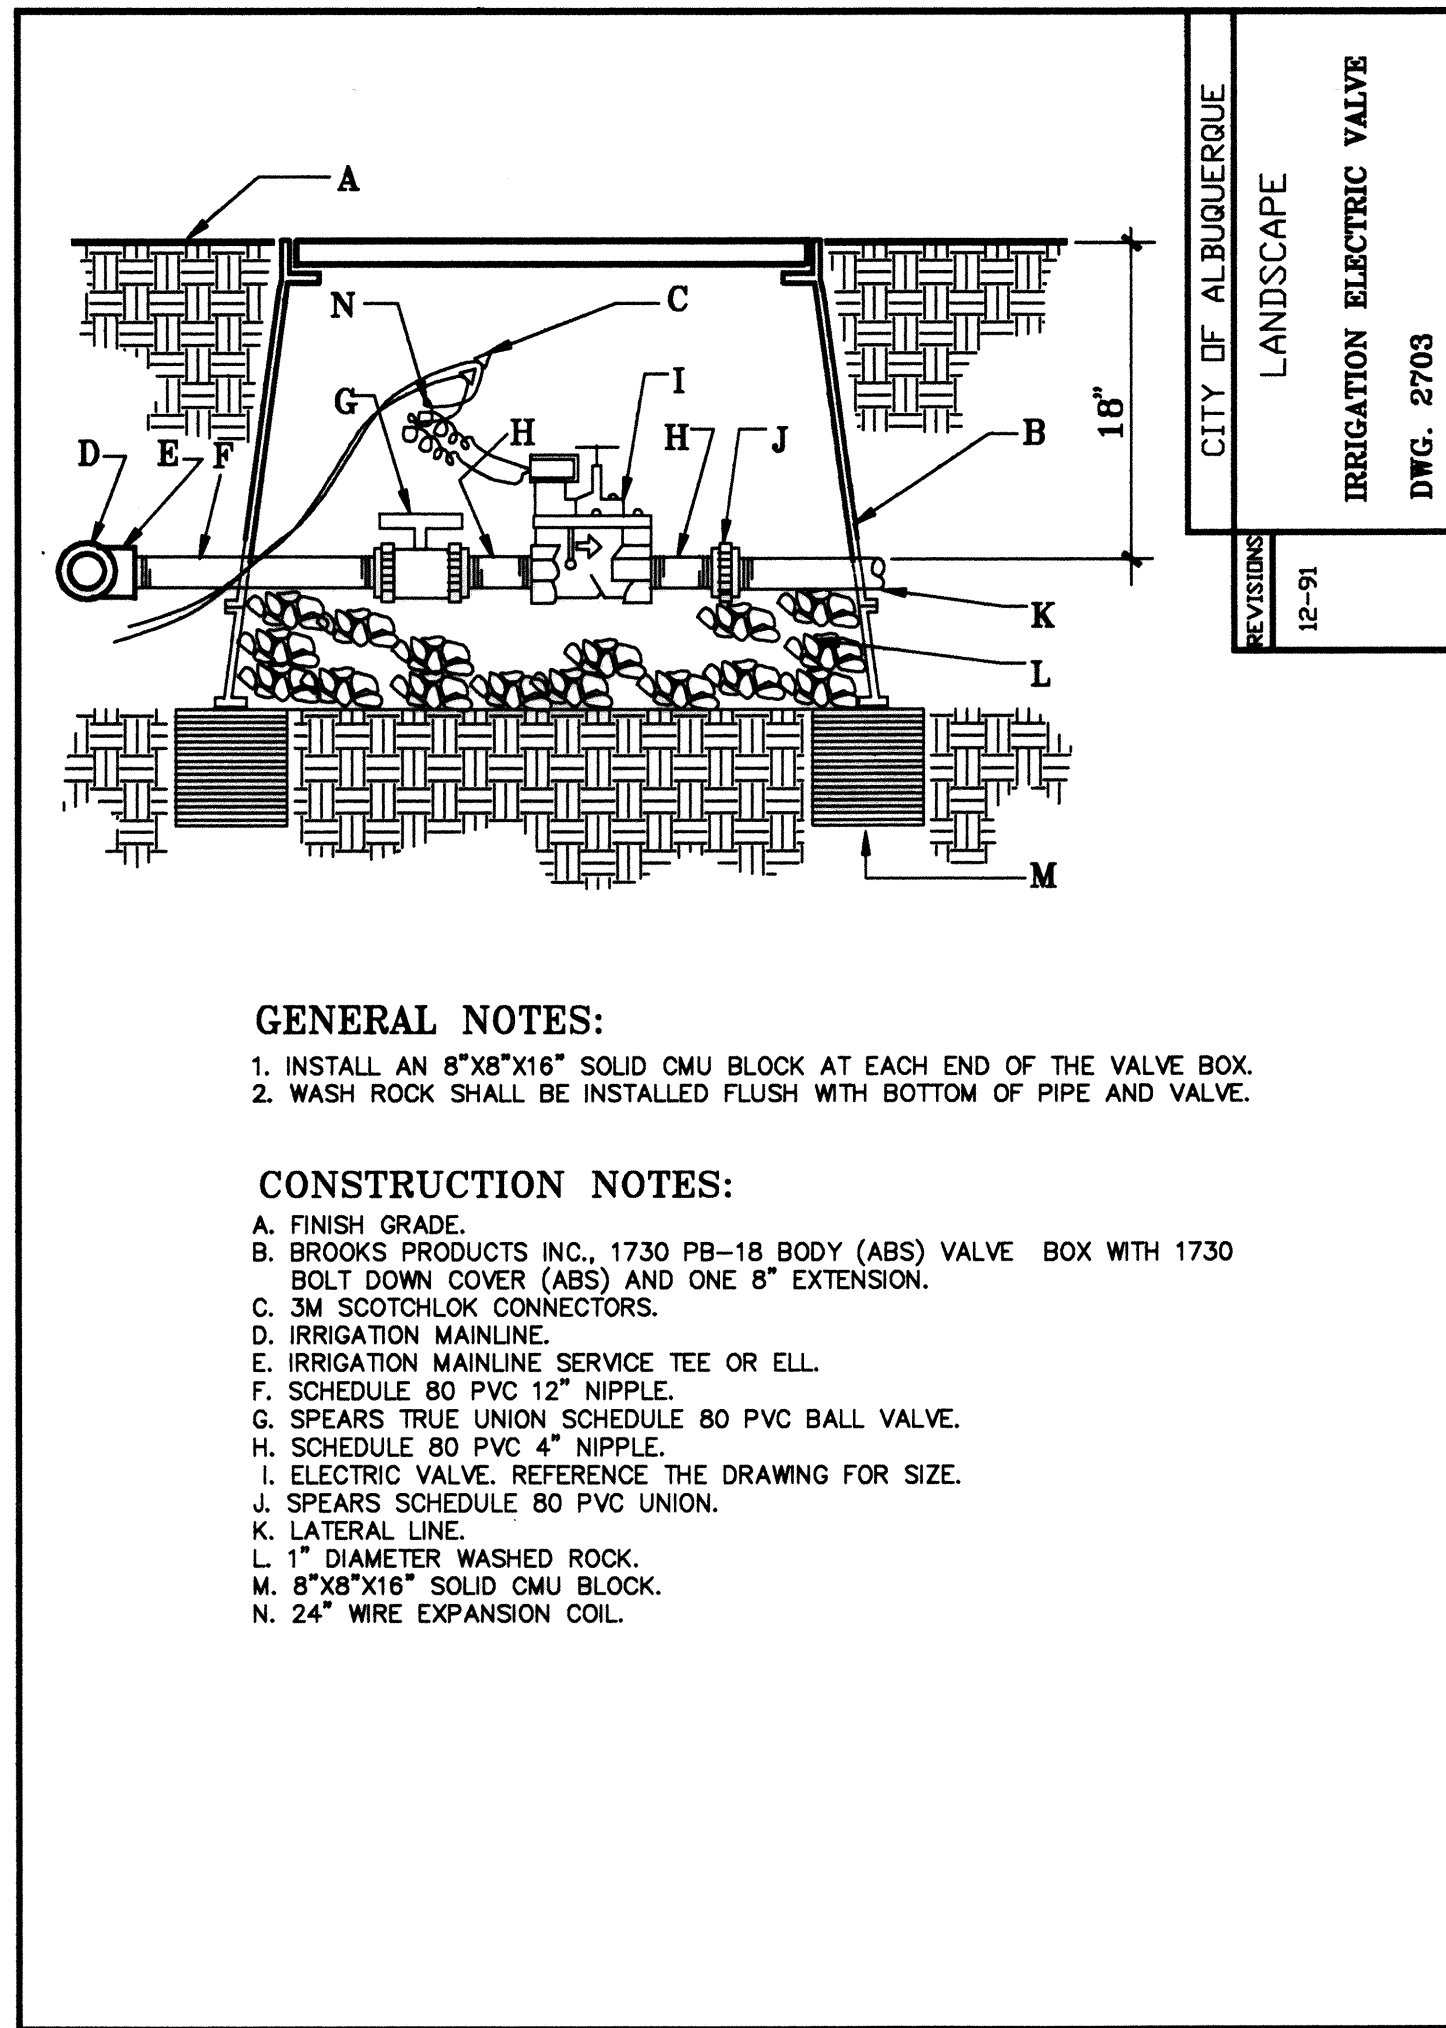 A
N
C
G
I
H
H
J
B
D
E
F
18"
K
L
M
CITY OF ALBUQUERQUE
LANDSCAPE
IRRIGATION ELECTRIC VALVE
DWG. 2703
REVISIONS
12-91
GENERAL NOTES:
1. INSTALL AN 8"X8"X16" SOLID CMU BLOCK AT EACH END OF THE VALVE BOX.
2. WASH ROCK SHALL BE INSTALLED FLUSH WITH BOTTOM OF PIPE AND VALVE.
CONSTRUCTION NOTES:
A. FINISH GRADE.
B. BROOKS PRODUCTS INC., 1730 PB-18 BODY (ABS) VALVE BOX WITH 1730
BOLT DOWN COVER (ABS) AND ONE 8" EXTENSION.
C. 3M SCOTCHLOK CONNECTORS.
D. IRRIGATION MAINLINE.
E. IRRIGATION MAINLINE SERVICE TEE OR ELL.
F. SCHEDULE 80 PVC 12" NIPPLE.
G. SPEARS TRUE UNION SCHEDULE 80 PVC BALL VALVE.
H. SCHEDULE 80 PVC 4" NIPPLE.
I. ELECTRIC VALVE. REFERENCE THE DRAWING FOR SIZE.
J. SPEARS SCHEDULE 80 PVC UNION.
K. LATERAL LINE.
L. 1" DIAMETER WASHED ROCK.
M. 8"X8"X16" SOLID CMU BLOCK.
N. 24" WIRE EXPANSION COIL.